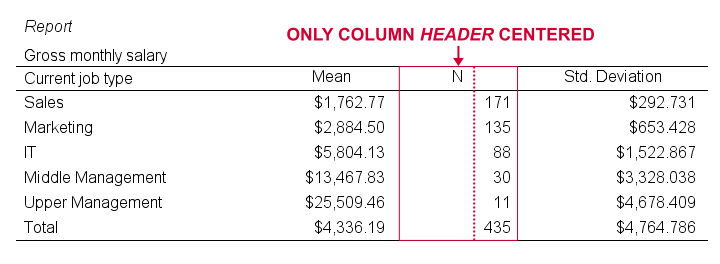 Report
ONLY COLUMN HEADER CENTERED
Gross monthly salary
Current job type Mean N Std. Deviation
Sales $1,762.77 171 $292.731
Marketing $2,884.50 135 $653.428
IT $5,804.13 88 $1,522.867
Middle Management $13,467.83 30 $3,328.038
Upper Management $25,509.46 11 $4,678.409
Total $4,336.19 435 $4,764.786